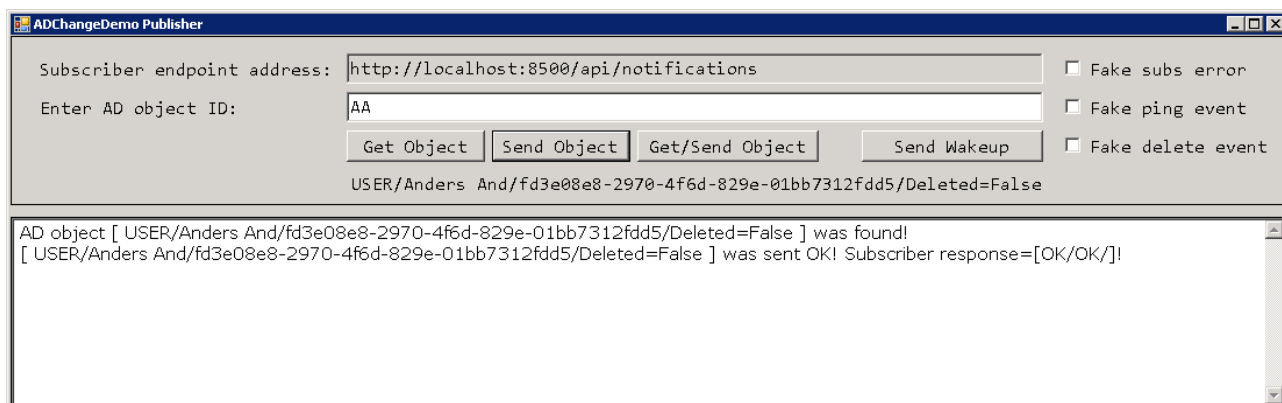 ADChangeDemo Publisher
Subscriber endpoint address: http://localhost:8500/api/notifications Fake subs error
Enter AD object ID: AA Fake ping event
Get Object Send Object Get/Send Object Send Wakeup Fake delete event
USER/Anders And/fd3e08e8-2970-4f6d-829e-01bb7312fdd5/Deleted=False
AD object [ USER/Anders And/fd3e08e8-2970-4f6d-829e-01bb7312fdd5/Deleted=False ] was found!
[ USER/Anders And/fd3e08e8-2970-4f6d-829e-01bb7312fdd5/Deleted=False ] was sent OK! Subscriber response=[OK/OK/]!